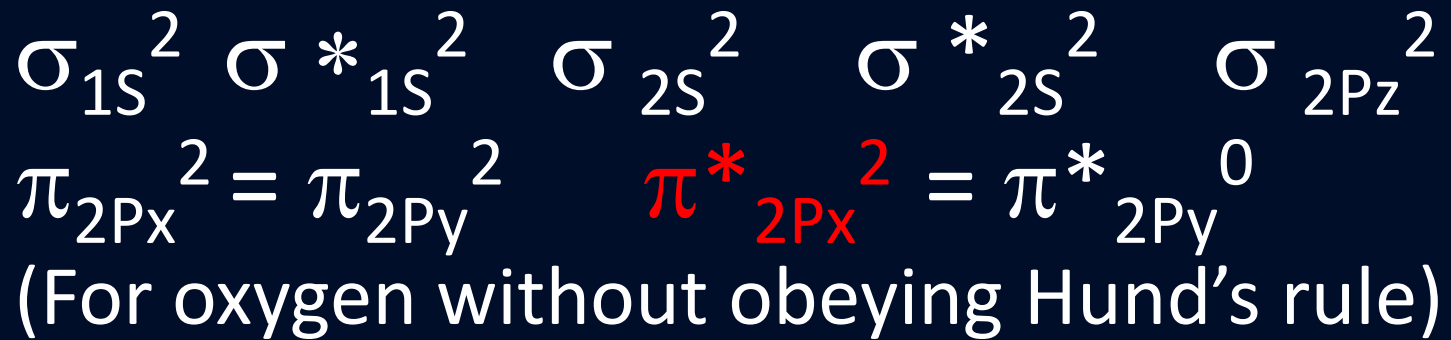 σ₁S² σ *₁S² σ ₂S² σ *₂S² σ ₂Pz²
π₂Px² = π₂Py² π*₂Px² = π*₂Py⁰
(For oxygen without obeying Hund’s rule)